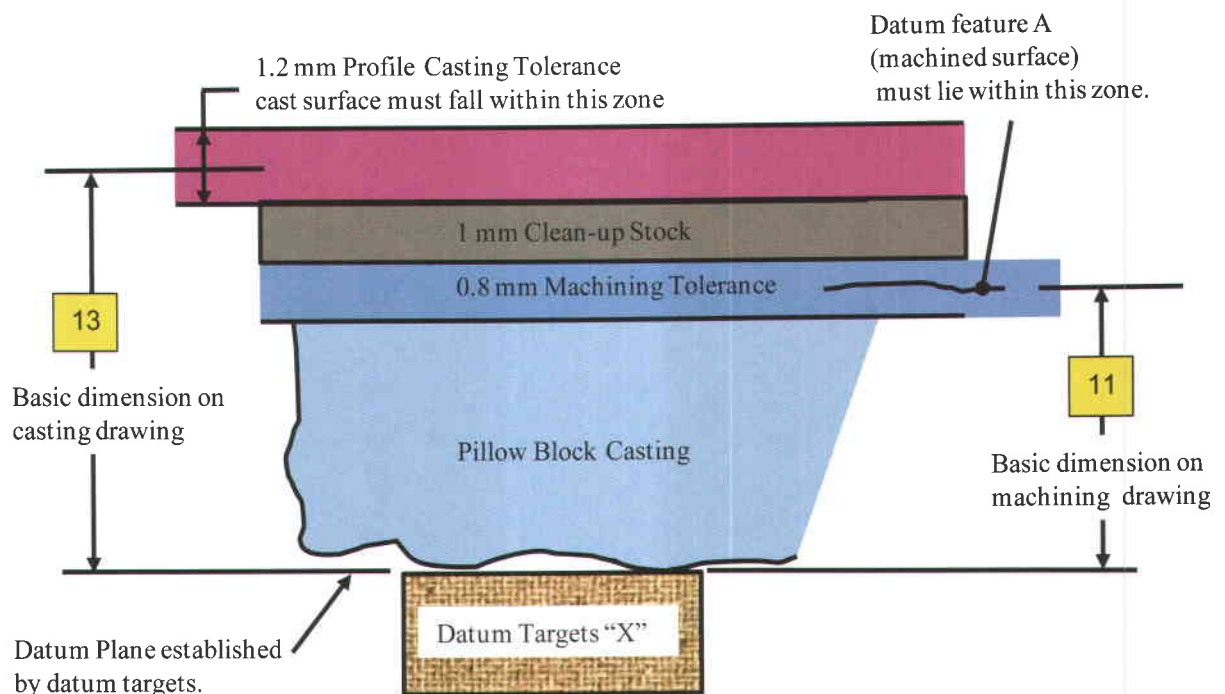 Datum feature A
(machined surface)
must lie within this zone.
1.2 mm Profile Casting Tolerance
cast surface must fall within this zone
1 mm Clean-up Stock
0.8 mm Machining Tolerance
13
11
Basic dimension on
casting drawing
Pillow Block Casting
Basic dimension on
machining drawing
Datum Targets “X”
Datum Plane established
by datum targets.